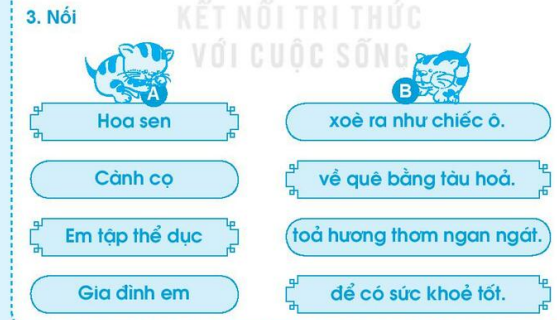 3. Nối
KẾT NỐI TRI THỨC
VỚI CUỘC SỐNG
A
B
Hoa sen
xoè ra như chiếc ô.
Cành cọ
về quê bằng tàu hoả.
Em tập thể dục
toả hương thơm ngan ngát.
Gia đình em
để có sức khoẻ tốt.